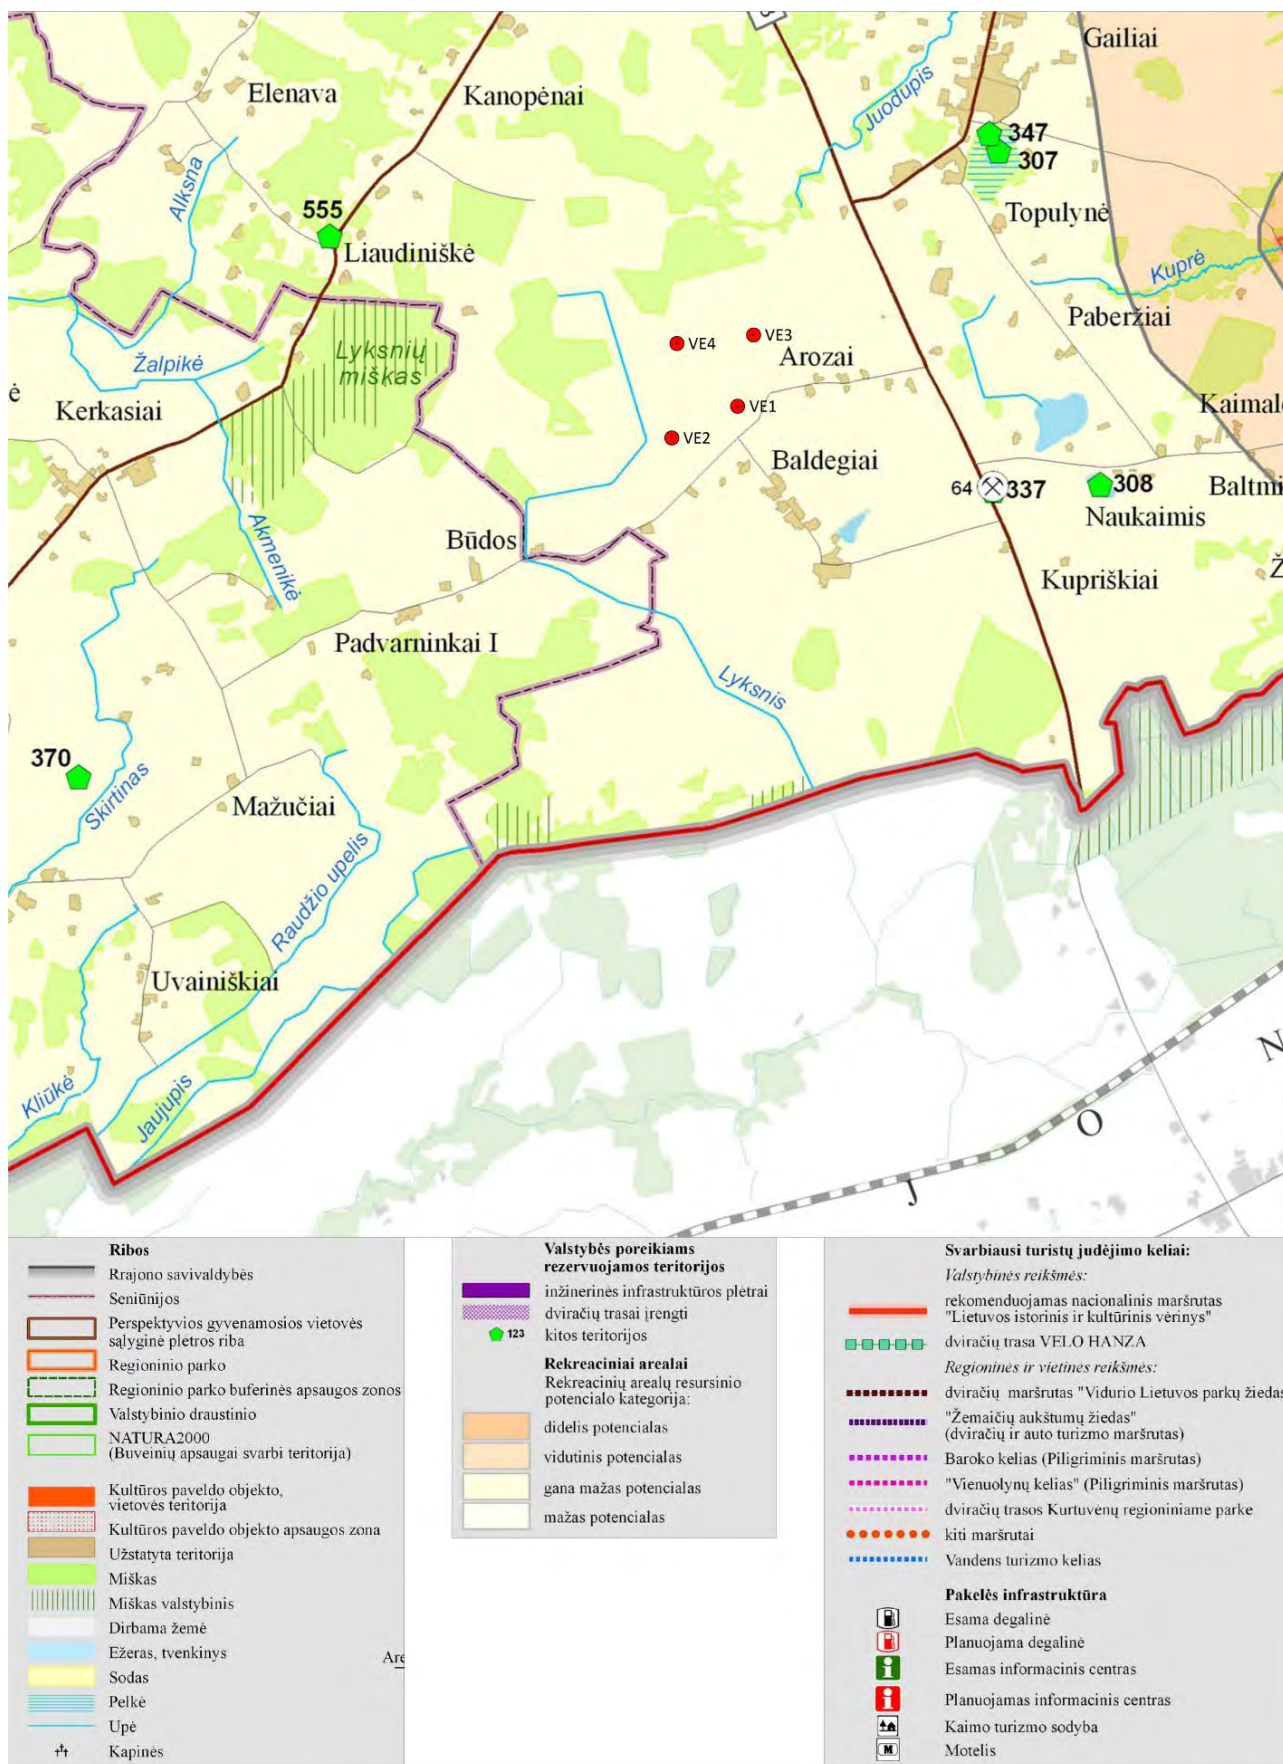 Gailiai
Elenava
Kanopėnai
Juodupis
347
307
Alksna
555
Topulynė
Liaudiniškė
Kuprė
Paberžiai
Lyksnių
miškas
VE4
VE3
Arozai
Žalpikė
ė
Kerkasiai
VE1
Kaimal
VE2
Baldegiai
64
337
308
Baltmi
Naukaimis
Akmenikė
Būdos
Ž
Kupriškiai
Padvarninkai I
Lyksnis
370
Skirtinas
Mažučiai
Raudžio upelis
Uvainiškiai
Kliūkė
Jaujupis
N
O
J
Ribos
Rrajono savivaldybės
Seniūnijos
Perspektyvios gyvenamosios vietovės
sąlyginė plėtros riba
Regioninio parko
Regioninio parko buferinės apsaugos zonos
Valstybinio draustinio
NATURA2000
(Buveinių apsaugai svarbi teritorija)
Kultūros paveldo objekto,
vietovės teritorija
Kultūros paveldo objekto apsaugos zona
Užstatyta teritorija
Miškas
Miškas valstybinis
Dirbama žemė
Ežeras, tvenkinys
Are
Sodas
Pelkė
Upė
Kapinės
Valstybės poreikiams
rezervuojamos teritorijos
inžinerinės infrastruktūros plėtrai
dviračių trasai įrengti
123 kitos teritorijos
Rekreaciniai arealai
Rekreacinių arealų resursinio
potencialo kategorija:
didelis potencialas
vidutinis potencialas
gana mažas potencialas
mažas potencialas
Svarbiausi turistų judėjimo keliai:
Valstybinės reikšmės:
rekomenduojamas nacionalinis maršrutas
"Lietuvos istorinis ir kultūrinis vėrinys"
dviračių trasa VELO HANZA
Regioninės ir vietinės reikšmės:
dviračių maršrutas "Vidurio Lietuvos parkų žiedas
"Žemaičių aukštumų žiedas"
(dviračių ir auto turizmo maršrutas)
Baroko kelias (Piligriminis maršrutas)
"Vienuolynų kelias" (Piligriminis maršrutas)
dviračių trasos Kurtuvėnų regioniniame parke
kiti maršrutai
Vandens turizmo kelias
Pakelės infrastruktūra
Esama degalinė
Planuojama degalinė
Esamas informacinis centras
Planuojamas informacinis centras
Kaimo turizmo sodyba
M Motelis